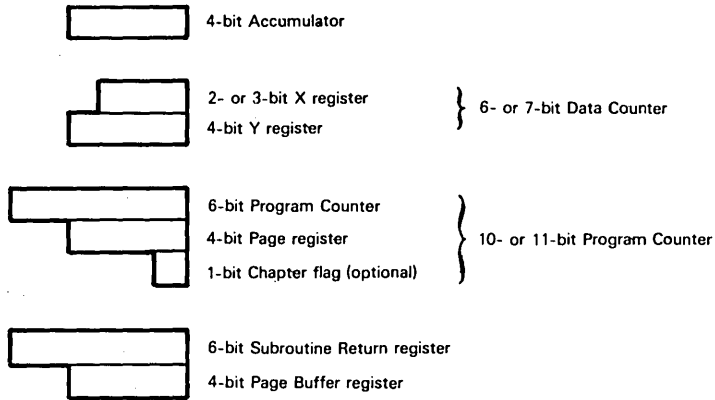 4-bit Accumulator
2- or 3-bit X register
6- or 7-bit Data Counter
4-bit Y register
6-bit Program Counter
4-bit Page register
10- or 11-bit Program Counter
1-bit Chapter flag (optional)
6-bit Subroutine Return register
4-bit Page Buffer register